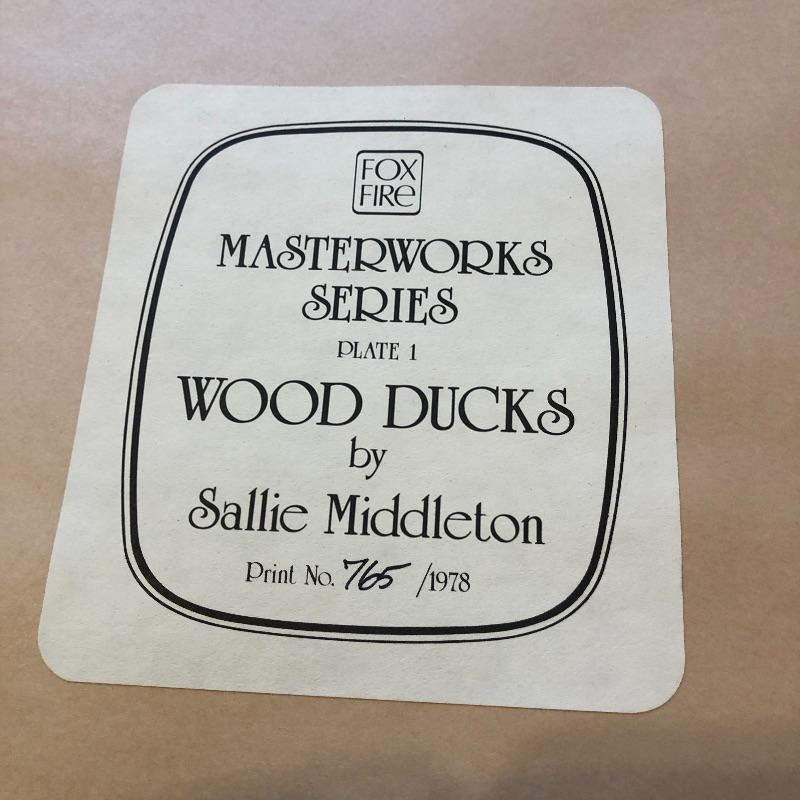 FOX
FIRe
MASTERWORKS
SERIES
PLATE 1
WOOD DUCKS
by
Sallie Middleton
Print No. 765 /1978